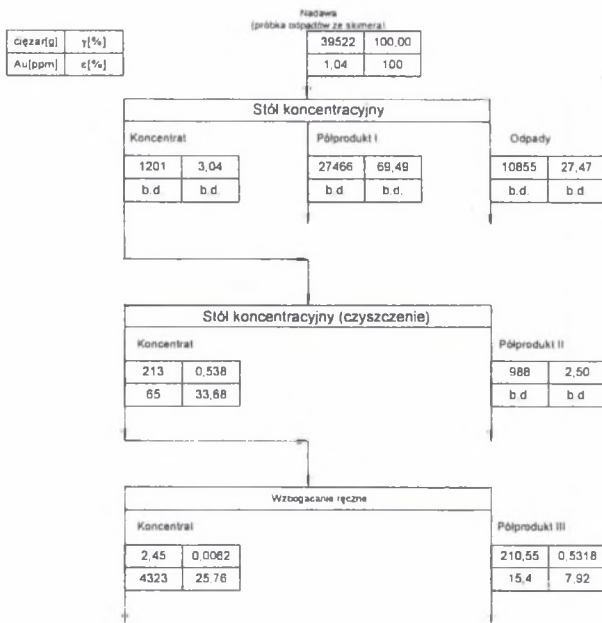 Nadawa
(próbka odpadów ze skimera)
ciężar[g] γ[%]
Au[ppm] ε[%]
39522 100,00
1,04 100
Stół koncentracyjny
Koncentrat Półprodukt I Odpady
1201 3,04 27466 69,49 10855 27,47
b.d. b.d. b.d. b.d. b.d. b.d
Stół koncentracyjny (czyszczenie)
Koncentrat Półprodukt II
213 0,538 988 2,50
65 33,68 b.d b.d
Wzbogacanie ręczne
Koncentrat Półprodukt III
2,45 0,0062 210,55 0,5318
4323 25,76 15,4 7,92